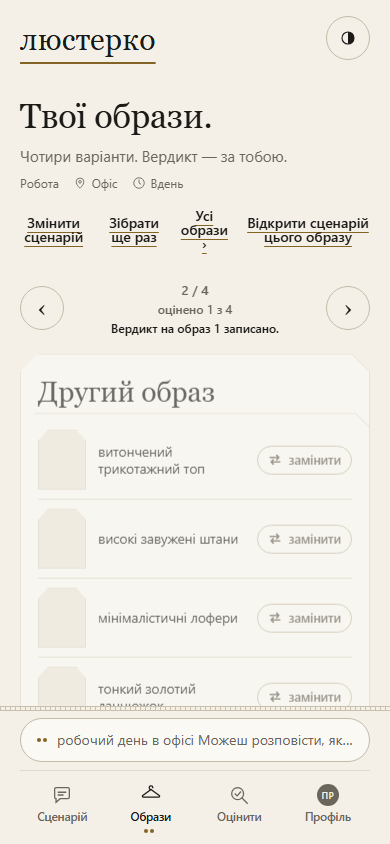 люстерко
Твої образи.
Чотири варіанти. Вердикт — за тобою.
Робота Офіс Вдень
Змінити сценарій
Зібрати ще раз
Усі образи ›
Відкрити сценарій цього образу
‹
2 / 4
оцінено 1 з 4
Вердикт на образ 1 записано.
›
Другий образ
витончений
трикотажний топ
замінити
високі завужені штани
замінити
мінімалістичні лофери
замінити
тонкий золотий
ланцюжок
замінити
робочий день в офісі Можеш розповісти, як...
Сценарій
Образи
Оцінити
ПР
Профіль